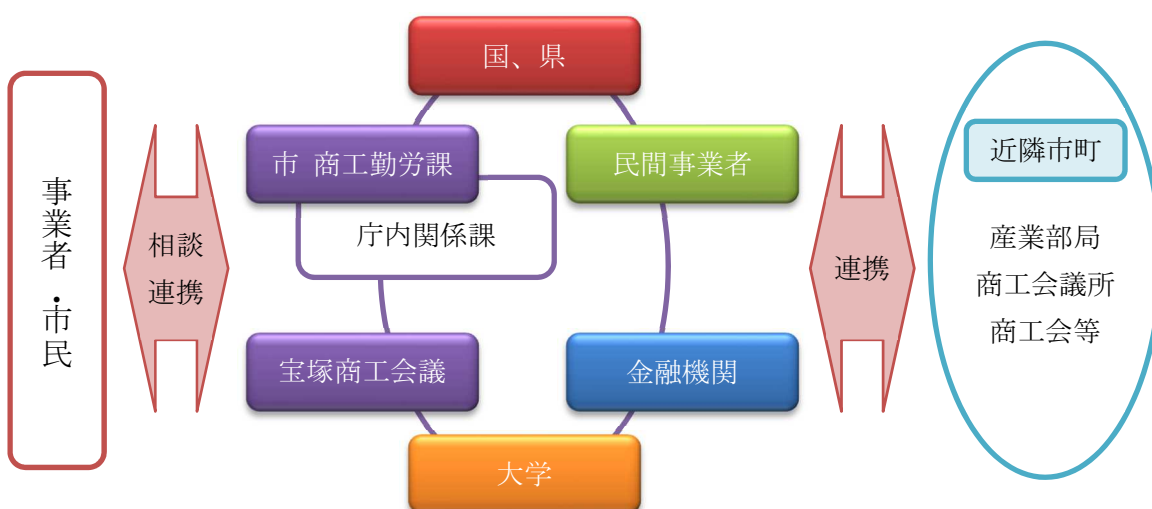 国、県
市 商工勤労課
民間事業者
庁内関係課
宝塚商工会議
金融機関
大学
事業者・市民
相談
連携
連携
近隣市町
産業部局
商工会議所
商工会等